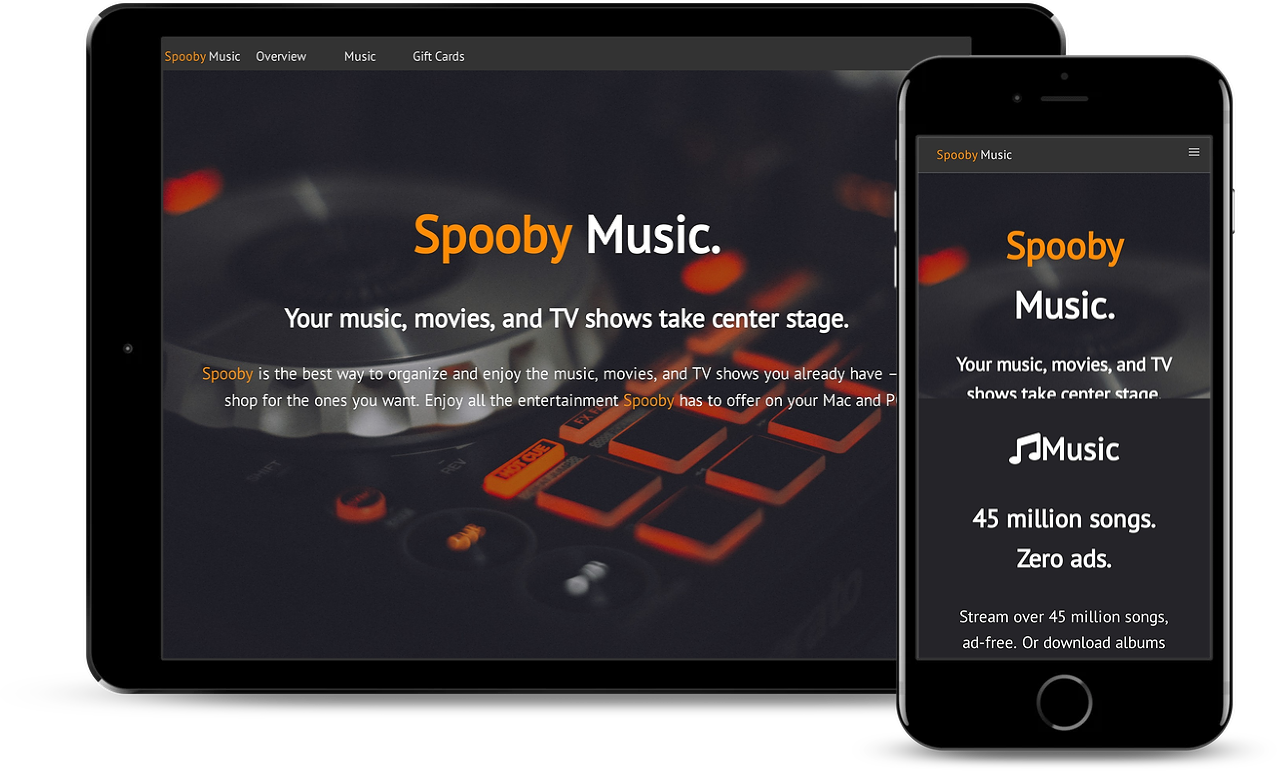 Spooby Music Overview Music Gift Cards
Spooby Music.
Your music, movies, and TV shows take center stage.
Spooby is the best way to organize and enjoy the music, movies, and TV shows you already have –
shop for the ones you want. Enjoy all the entertainment Spooby has to offer on your Mac and
HOT CUE
SHIFT
REV
Spooby Music
Spooby
Music.
Your music, movies, and TV
shows take center stage.
Music
45 million songs.
Zero ads.
Stream over 45 million songs,
ad-free. Or download albums